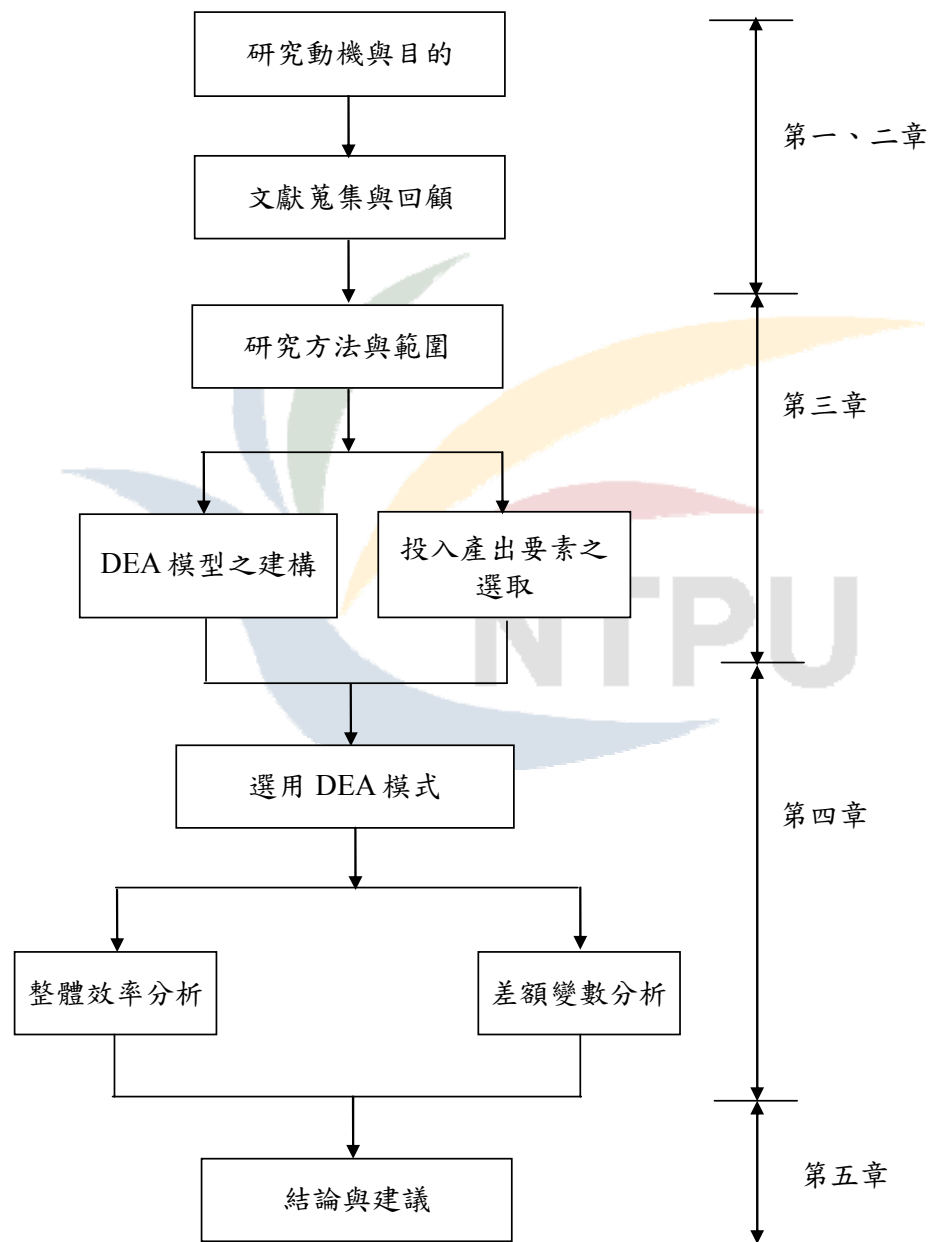 研究動機與目的
第一、二章
文獻蒐集與回顧
研究方法與範圍
第三章
DEA 模型之建構
投入產出要素之
選取
NTPU
選用 DEA 模式
第四章
整體效率分析
差額變數分析
結論與建議
第五章